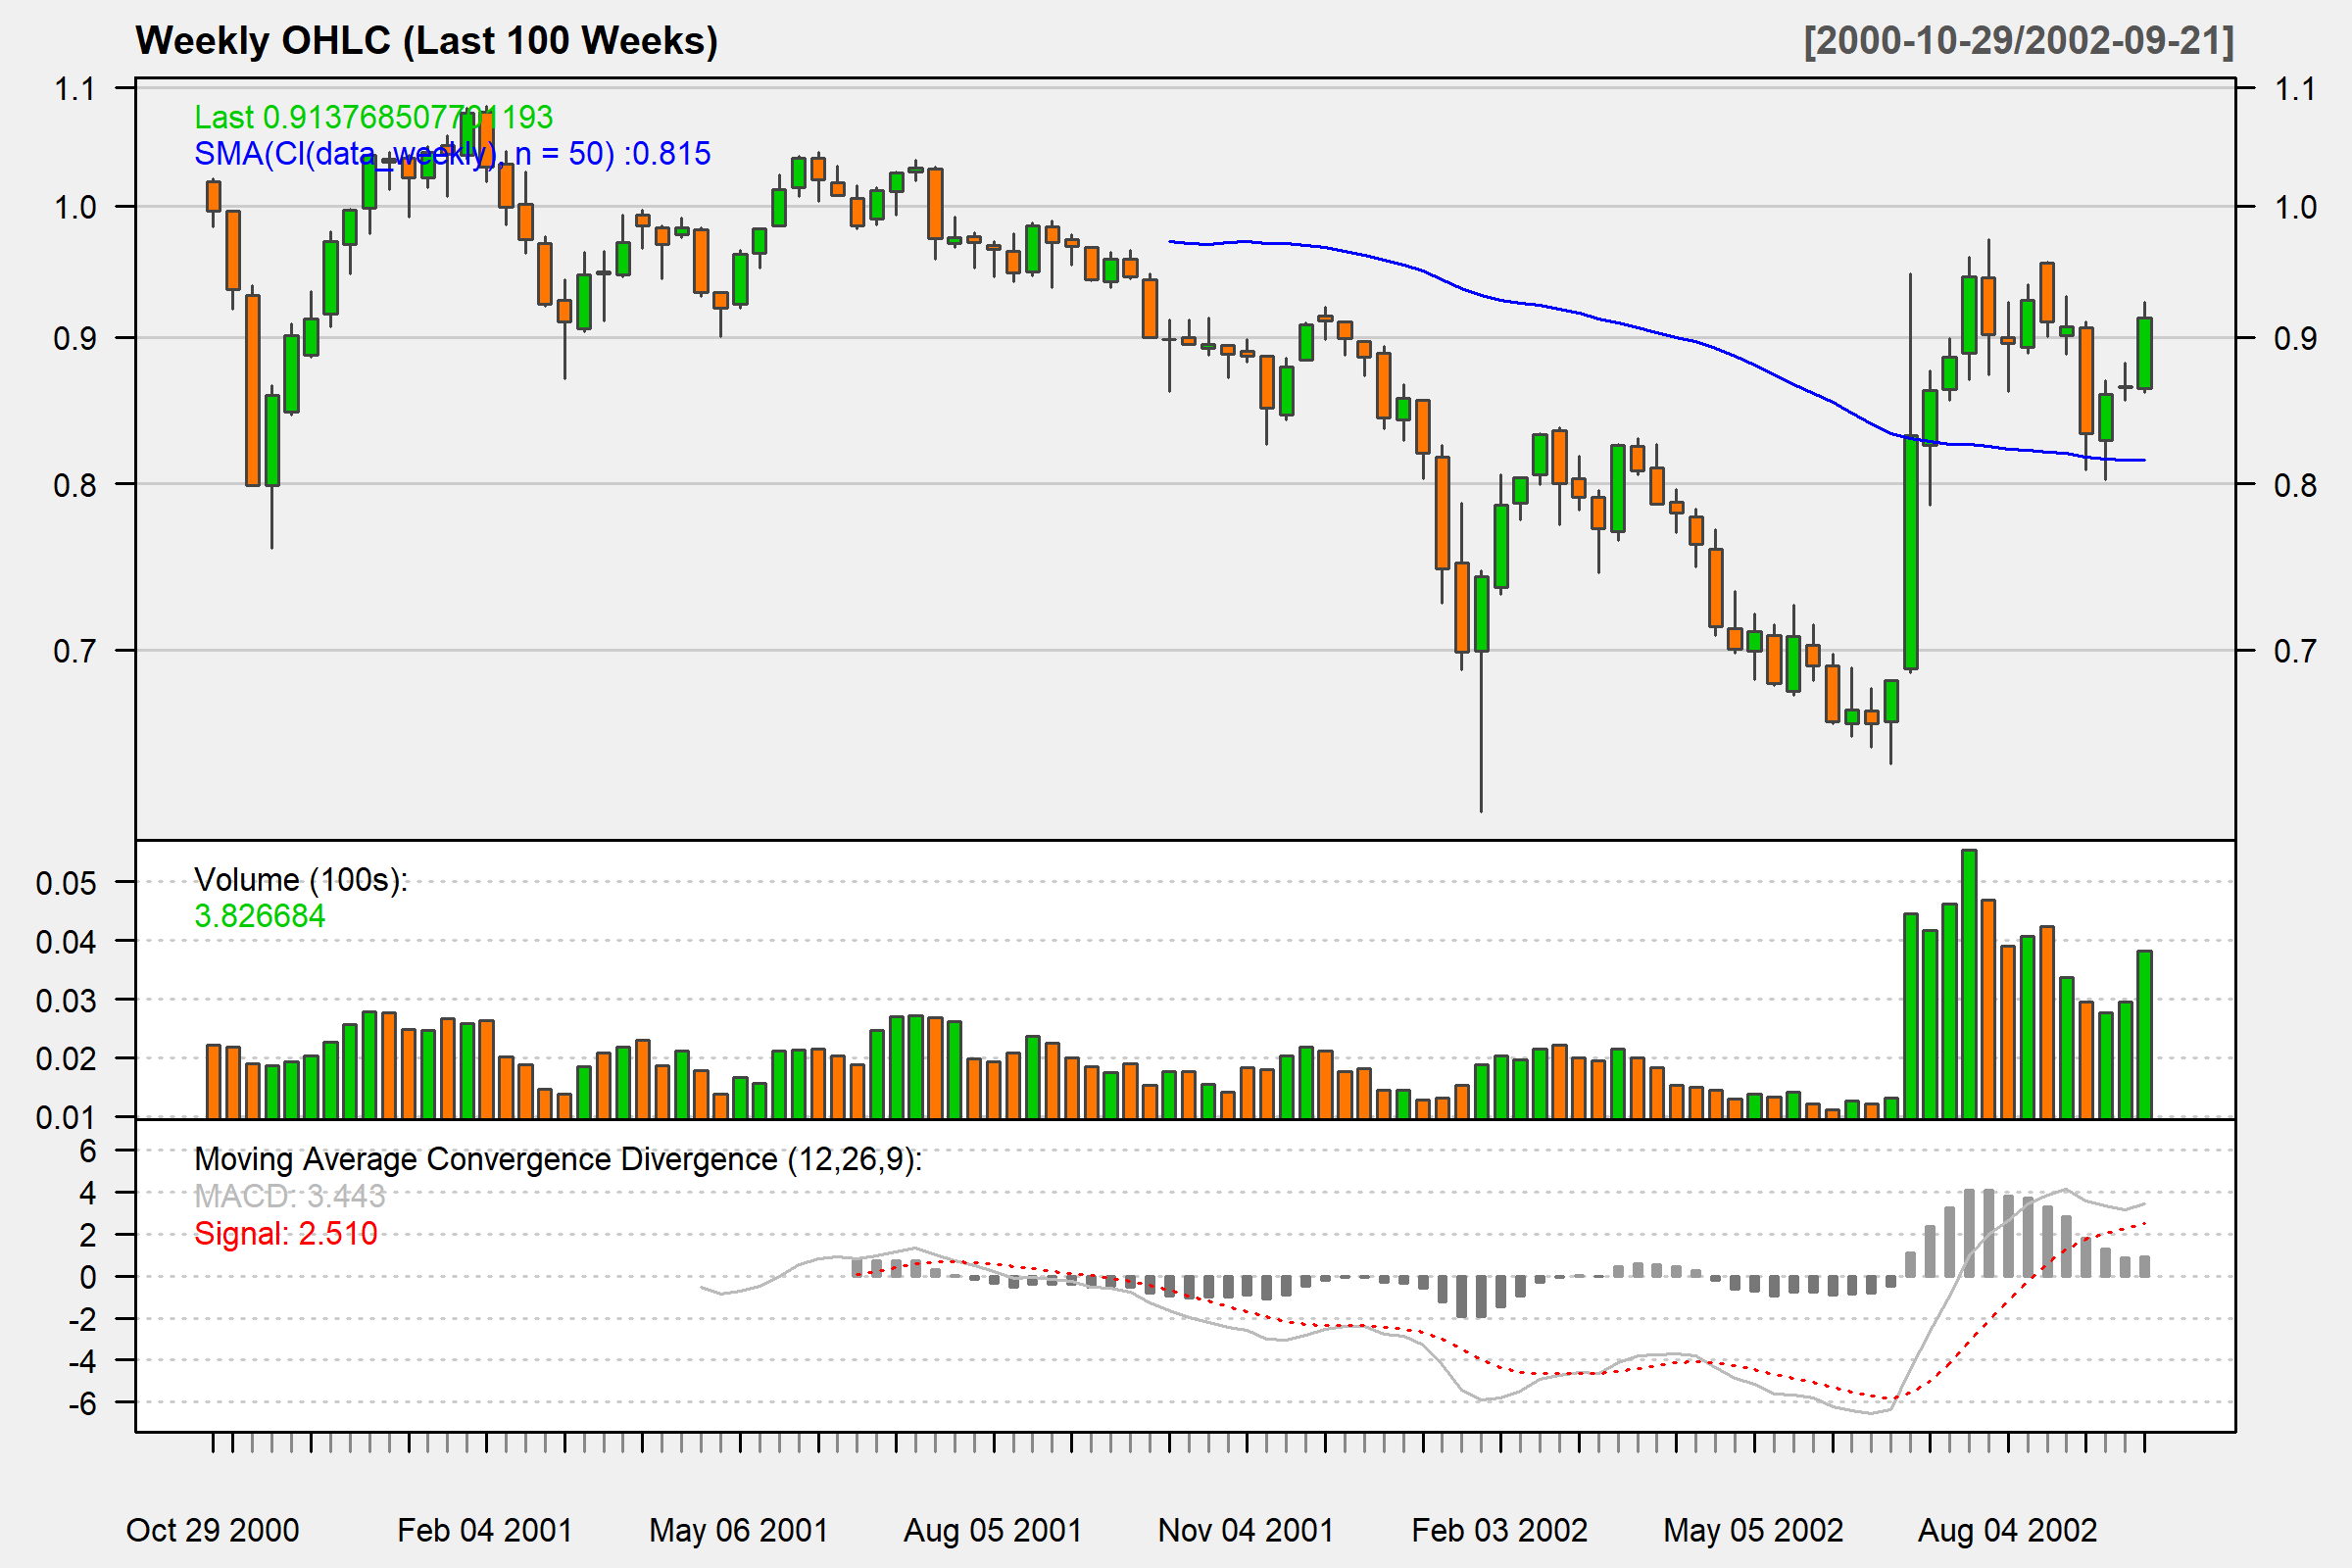 Weekly OHLC (Last 100 Weeks) [2000-10-29/2002-09-21]
1.1 1.1
Last 0.913768507701193
SMA(Cl(data_weekly), n = 50) :0.815
1.0 1.0
0.9 0.9
0.8 0.8
0.7 0.7
Volume (100s):
0.05
3.826684
0.04
0.03
0.02
0.01
6
Moving Average Convergence Divergence (12,26,9):
4
MACD: 3.443
2
Signal: 2.510
0
-2
-4
-6
Oct 29 2000 Feb 04 2001 May 06 2001 Aug 05 2001 Nov 04 2001 Feb 03 2002 May 05 2002 Aug 04 2002